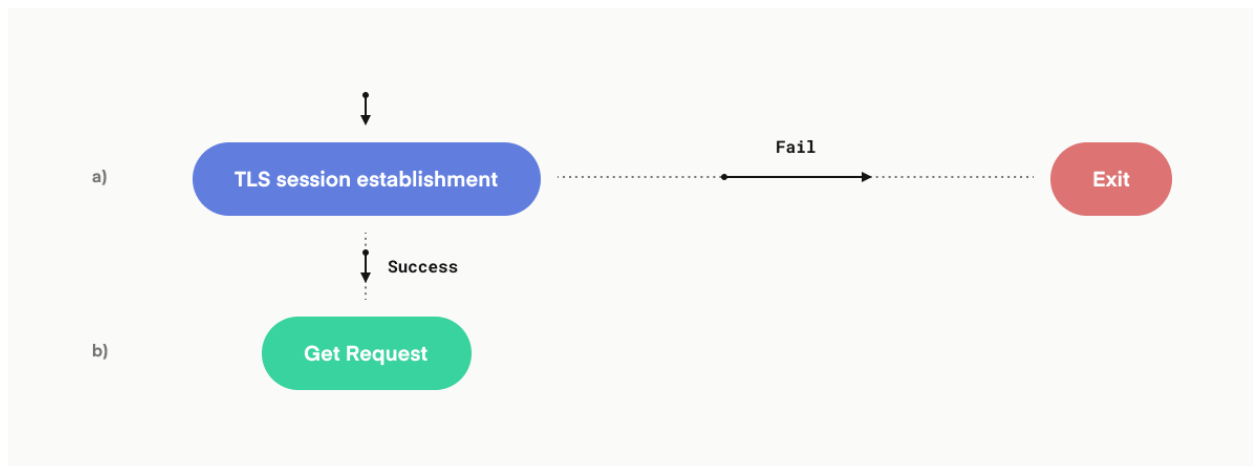 Fail
a)
TLS session establishment
Exit
Success
b)
Get Request